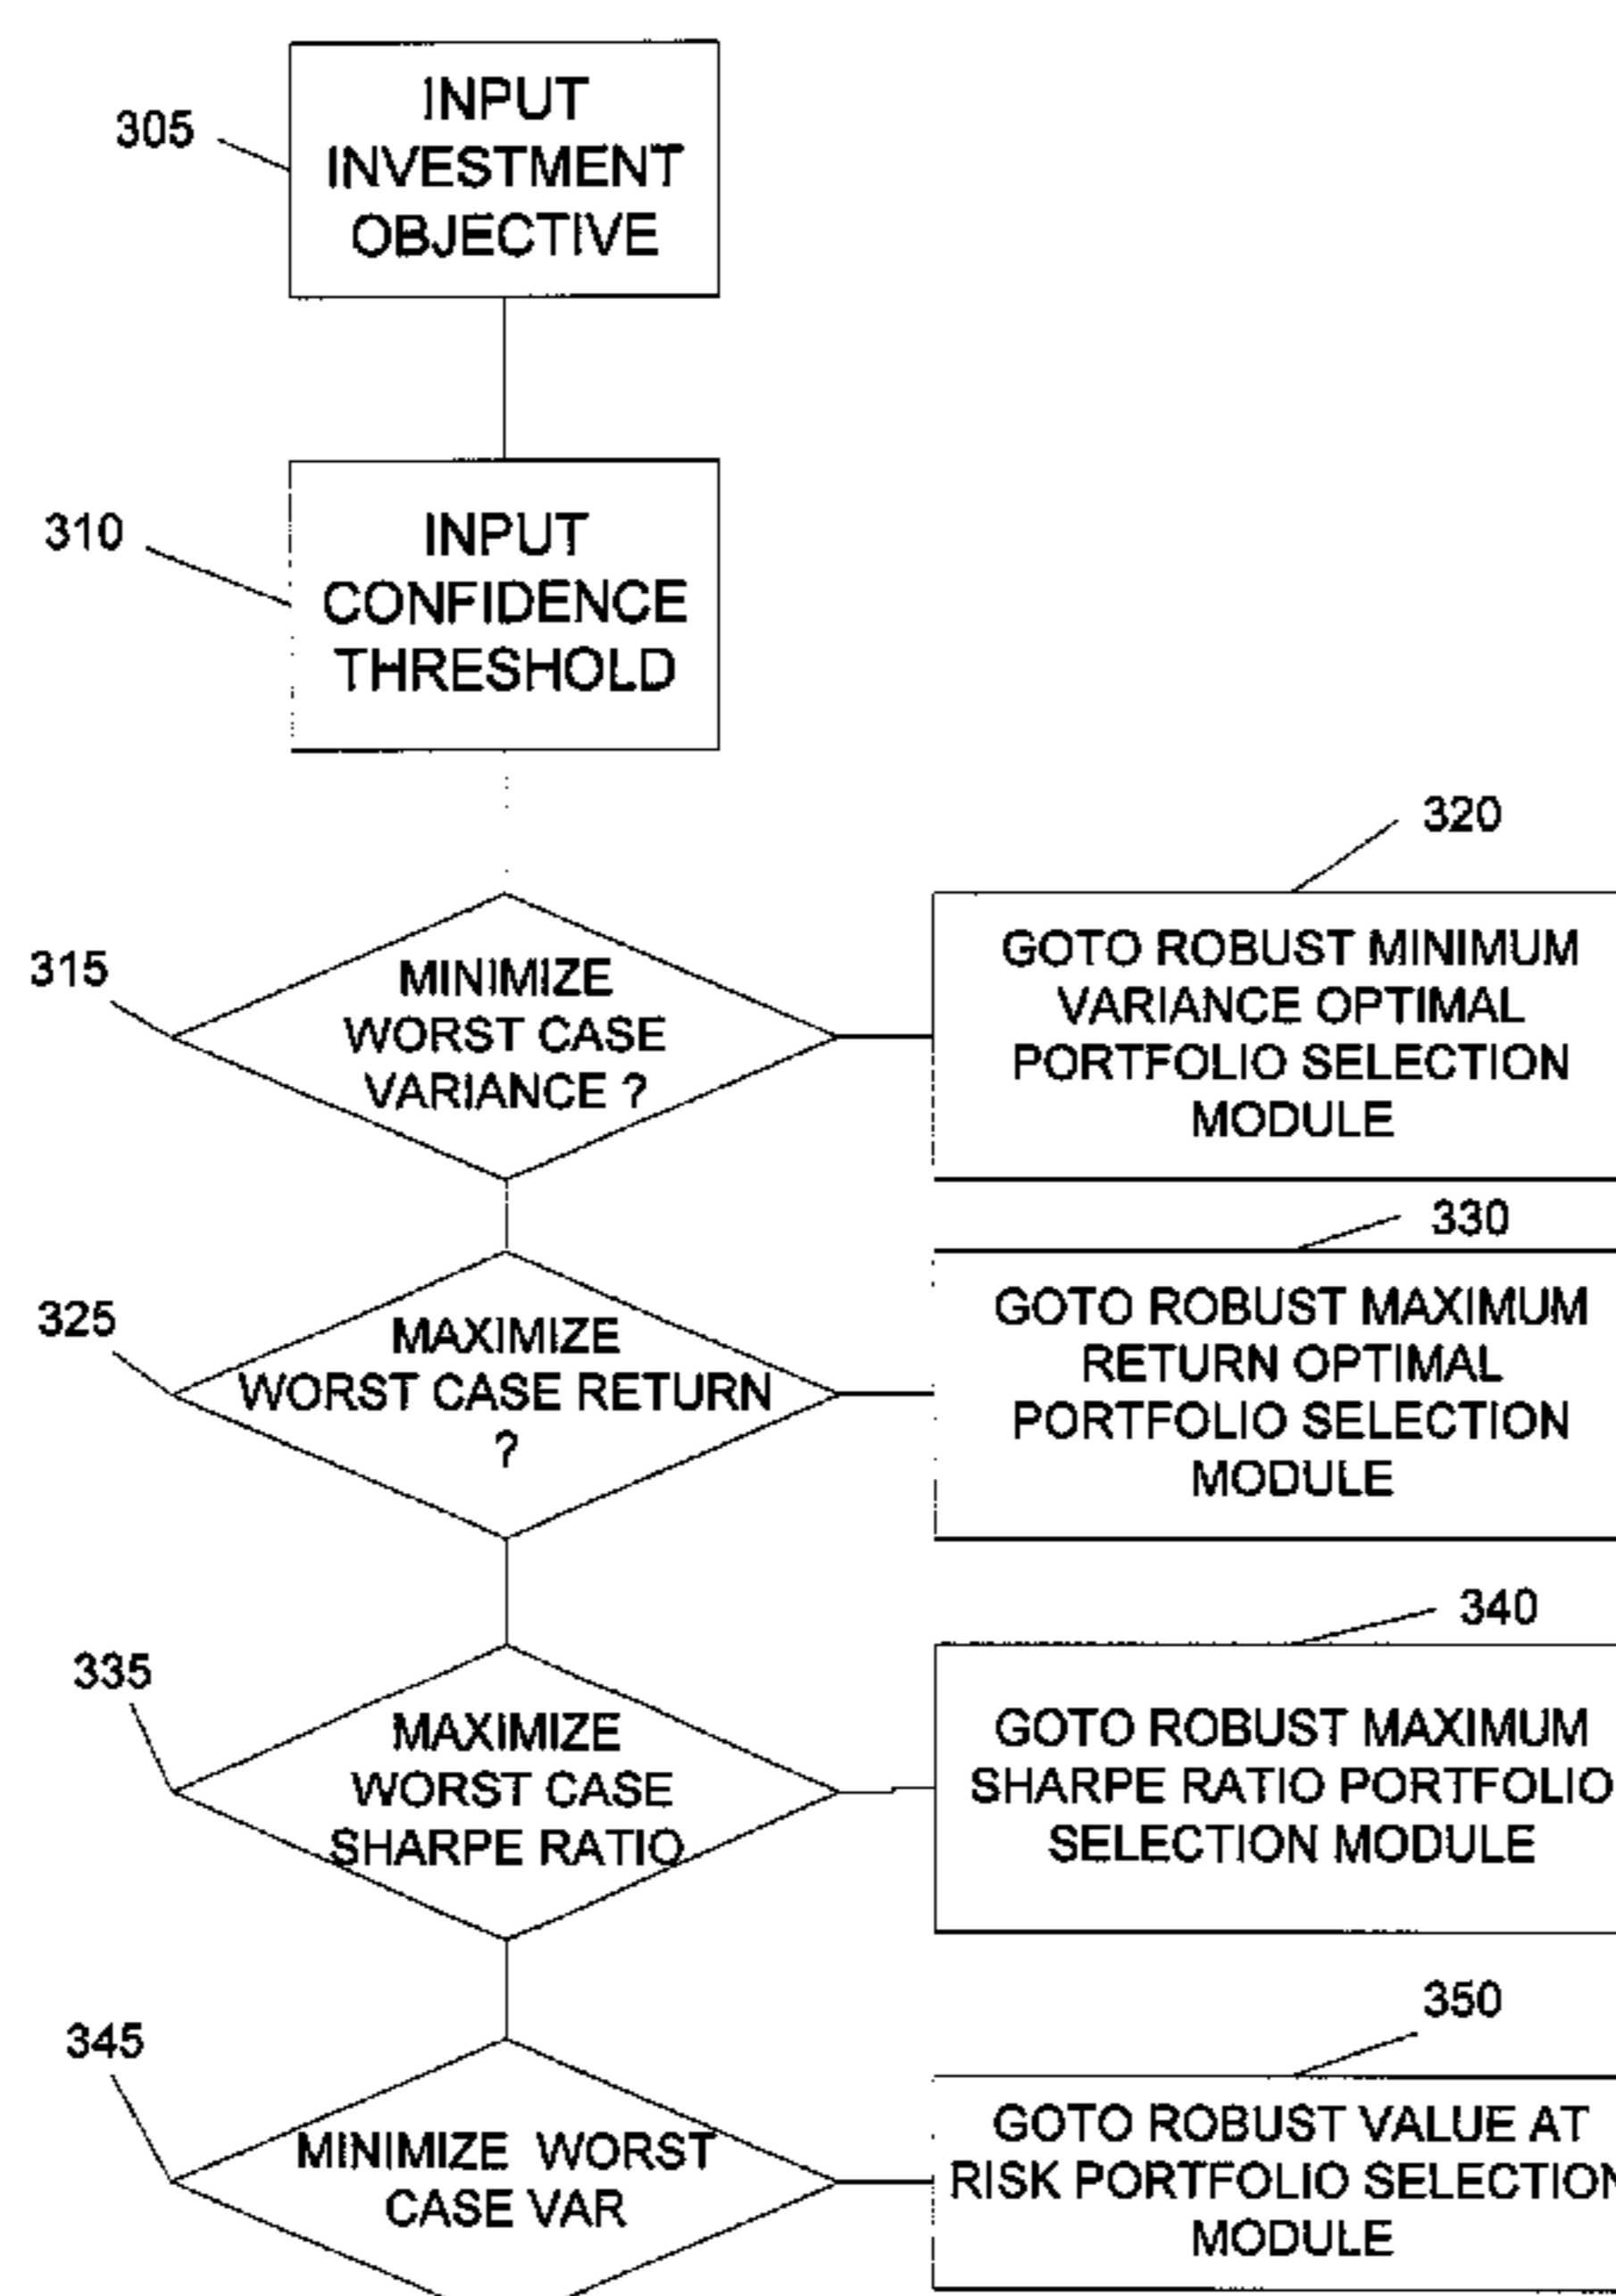 305
INPUT
INVESTMENT
OBJECTIVE
310
INPUT
CONFIDENCE
THRESHOLD
315
MINIMIZE
WORST CASE
VARIANCE ?
320
GOTO ROBUST MINIMUM
VARIANCE OPTIMAL
PORTFOLIO SELECTION
MODULE
325
MAXIMIZE
WORST CASE RETURN
?
330
GOTO ROBUST MAXIMUM
RETURN OPTIMAL
PORTFOLIO SELECTION
MODULE
335
MAXIMIZE
WORST CASE
SHARPE RATIO
340
GOTO ROBUST MAXIMUM
SHARPE RATIO PORTFOLIO
SELECTION MODULE
345
MINIMIZE WORST
CASE VAR
350
GOTO ROBUST VALUE AT
RISK PORTFOLIO SELECTION
MODULE